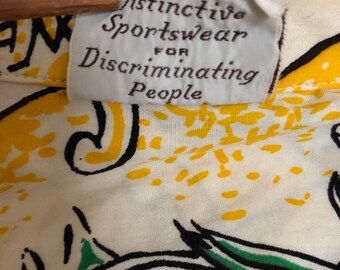 Distinctive
Sportswear
FOR
Discriminating
People